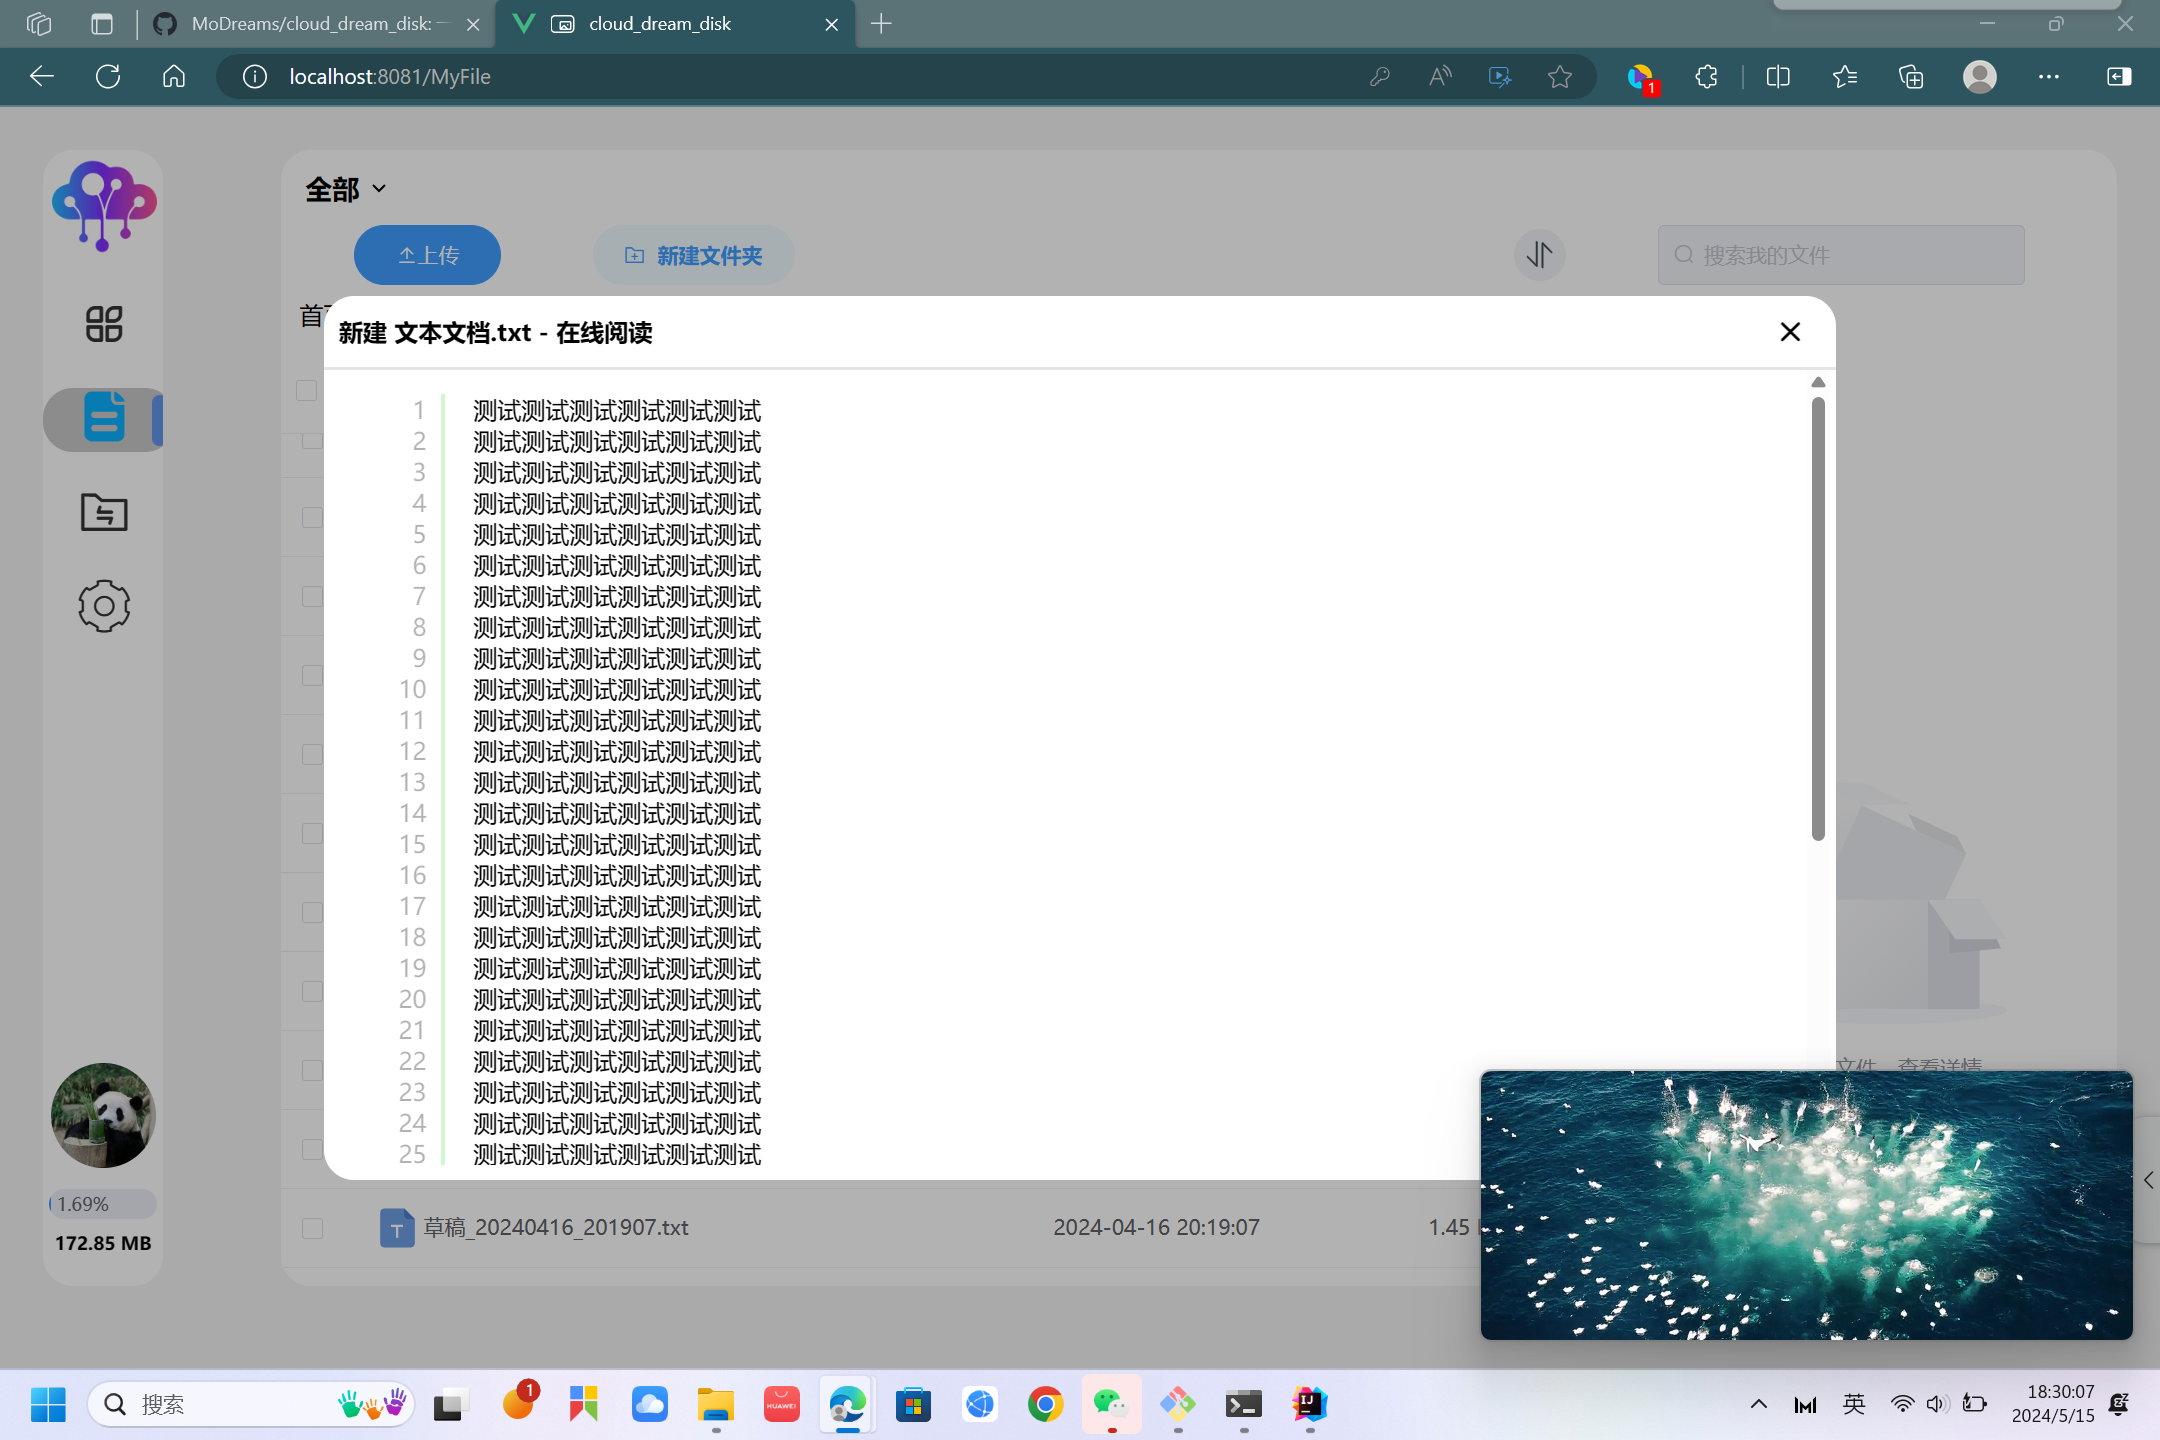 MoDreams/cloud_dream_disk:
cloud_dream_disk
localhost:8081/MyFile
1
全部
上传
新建文件夹
搜索我的文件
新建 文本文档.txt - 在线阅读
1 测试测试测试测试测试测试
2 测试测试测试测试测试测试
3 测试测试测试测试测试测试
4 测试测试测试测试测试测试
5 测试测试测试测试测试测试
6 测试测试测试测试测试测试
7 测试测试测试测试测试测试
8 测试测试测试测试测试测试
9 测试测试测试测试测试测试
10 测试测试测试测试测试测试
11 测试测试测试测试测试测试
12 测试测试测试测试测试测试
13 测试测试测试测试测试测试
14 测试测试测试测试测试测试
15 测试测试测试测试测试测试
16 测试测试测试测试测试测试
17 测试测试测试测试测试测试
18 测试测试测试测试测试测试
19 测试测试测试测试测试测试
20 测试测试测试测试测试测试
21 测试测试测试测试测试测试
22 测试测试测试测试测试测试
23 测试测试测试测试测试测试
24 测试测试测试测试测试测试
25 测试测试测试测试测试测试
1.69%
172.85 MB
草稿_20240416_201907.txt 2024-04-16 20:19:07 1.45
搜索
1
HUAWEI
英
18:30:07
2024/5/15